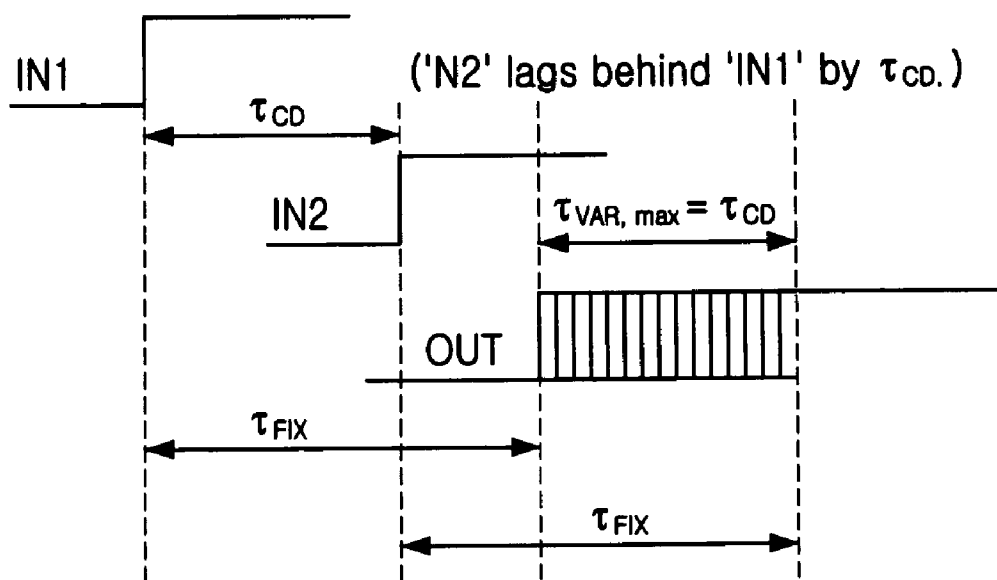 IN1
('N2' lags behind 'IN1' by τCD.)
τCD
IN2
τVAR, max = τCD
OUT
τFIX
τFIX